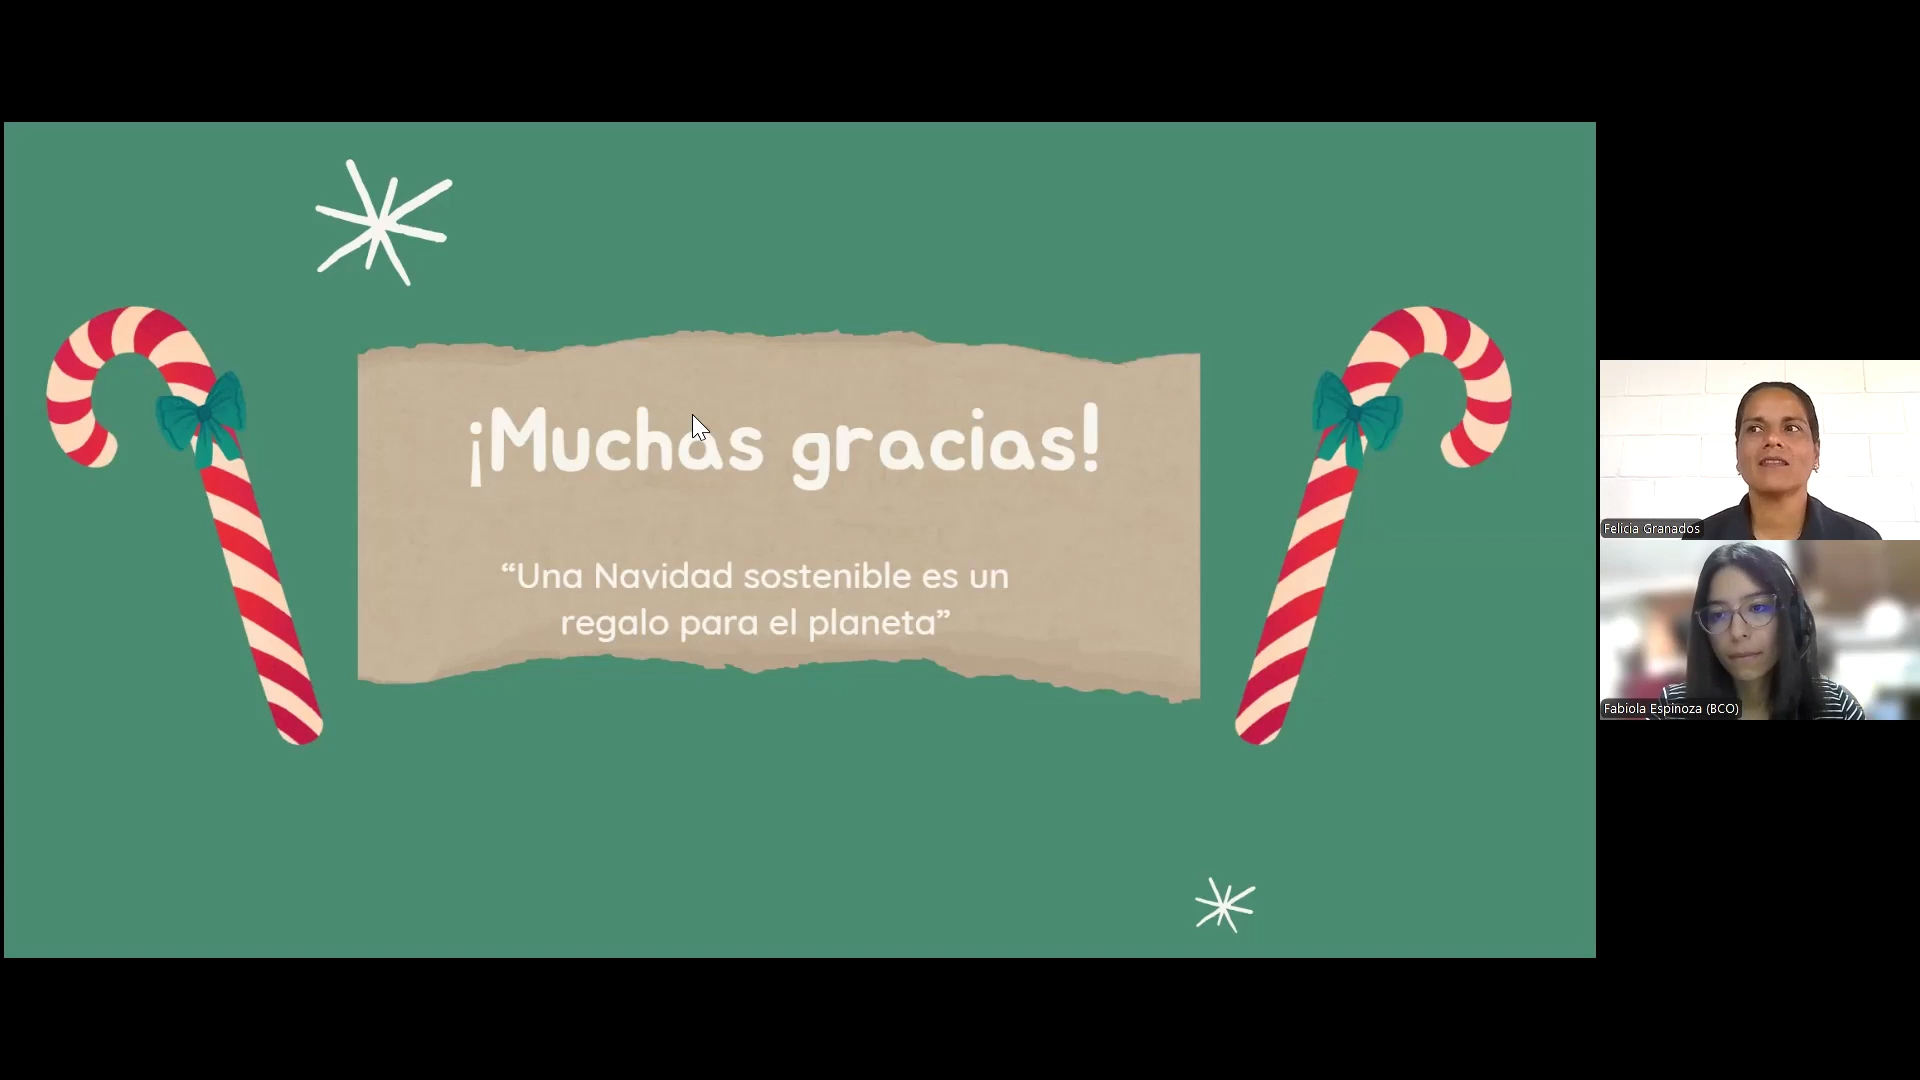 ¡Muchas gracias!
“Una Navidad sostenible es un
regalo para el planeta”
Felicia Granados
Fabiola Espinoza (BCO)